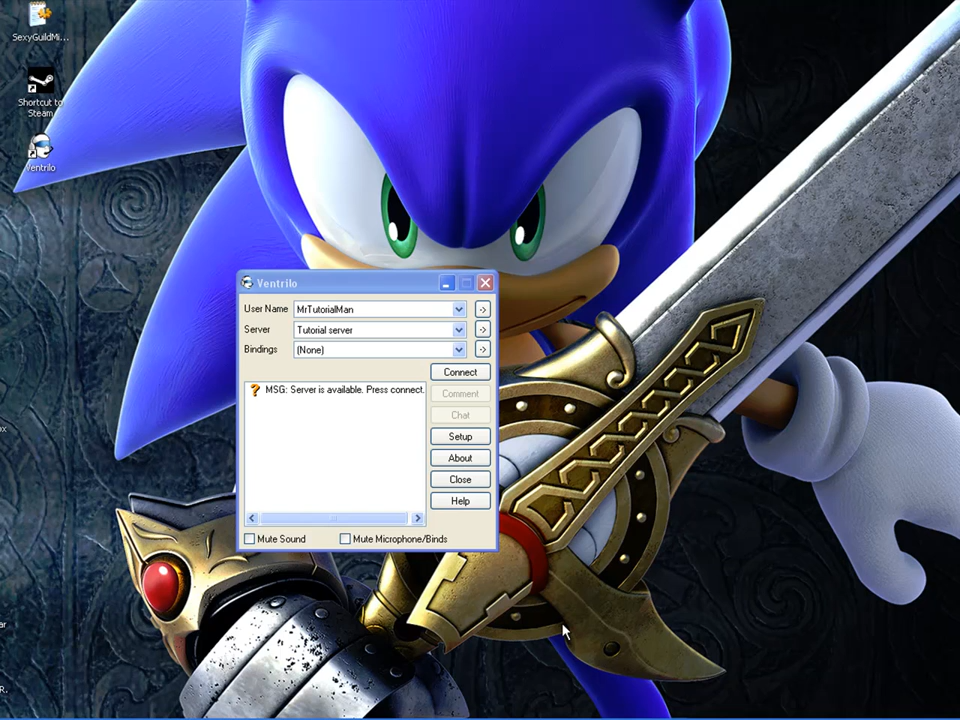 SexyGuildMi...
Shortcut to
Steam
Ventrilo
Ventrilo
User Name MrTutorialMan ->
Server Tutorial server ->
Bindings (None) ->
Connect
? MSG: Server is available. Press connect.
Comment
Chat
Setup
About
Close
Help
Mute Sound Mute Microphone/Binds